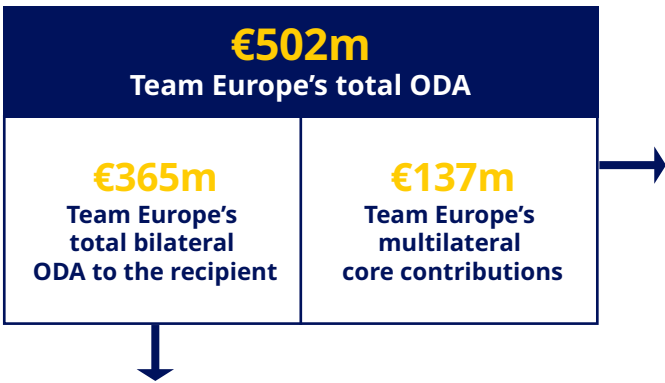 €502m
Team Europe’s total ODA
€365m
Team Europe’s
total bilateral
ODA to the recipient
€137m
Team Europe’s
multilateral
core contributions